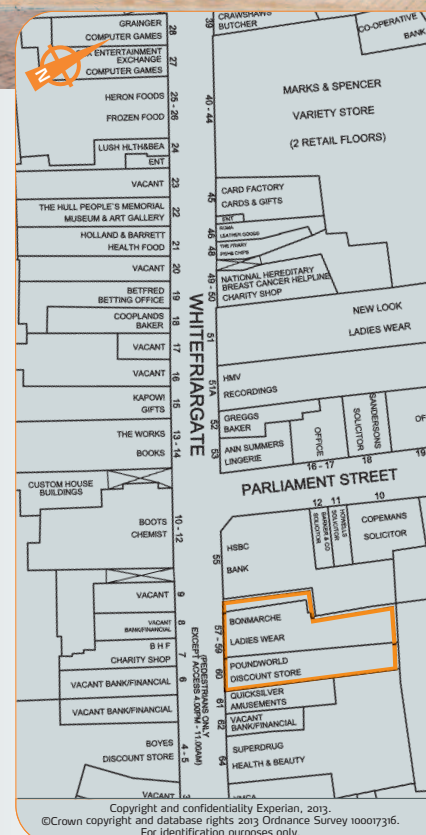 GRAINGER
COMPUTER GAMES
28
ENTERTAINMENT
EXCHANGE
COMPUTER GAMES
27
N
HERON FOODS
FROZEN FOOD
25 - 26
LUSH HLTH&BEA
24
ENT
VACANT
23
THE HULL PEOPLE'S MEMORIAL
MUSEUM & ART GALLERY
22
HOLLAND & BARRETT
HEALTH FOOD
21
VACANT
20
BETFRED
BETTING OFFICE
19
COOPLANDS
BAKER
18
VACANT
17
VACANT
16
KAPOW!
GIFTS
15
THE WORKS
BOOKS
13 - 14
CUSTOM HOUSE
BUILDINGS
BOOTS
CHEMIST
10 - 12
VACANT
9
VACANT
BANK/FINANCIAL
8
B H F
CHARITY SHOP
7
VACANT BANK/FINANCIAL
6
VACANT BANK/FINANCIAL
BOYES
DISCOUNT STORE
4 - 5
VACANT
WHITEFRIARGATE
(PEDESTRIANS ONLY
EXCEPT ACCESS 4.00PM - 11.00AM)
39
CRAWSHAWS
BUTCHER
CO-OPERATIVE
BANK
40 - 44
MARKS & SPENCER
VARIETY STORE
(2 RETAIL FLOORS)
45
CARD FACTORY
CARDS & GIFTS
ENT
46
ROMA
LEATHER GOODS
48
THE FRIARY
FISH& CHIPS
49 - 50
NATIONAL HEREDITARY
BREAST CANCER HELPLINE
CHARITY SHOP
51
NEW LOOK
LADIES WEAR
51A
HMV
RECORDINGS
52
GREGGS
BAKER
53
ANN SUMMERS
LINGERIE
OFFICE
16 - 17
SOLICITOR
SANDERSONS
18
19
PARLIAMENT STREET
12
BARKER & CO
SOLICITOR
11
HOWELLS
SOLICITOR
10
COPEMANS
SOLICITOR
55
HSBC
BANK
57 - 59
BONMARCHE
LADIES WEAR
60
POUNDWORLD
DISCOUNT STORE
61
QUICKSILVER
AMUSEMENTS
62
VACANT
BANK/FINANCIAL
64
SUPERDRUG
HEALTH & BEAUTY
Copyright and confidentiality Experian, 2013.
©Crown copyright and database rights 2013 Ordnance Survey 100017316.
For identification purposes only